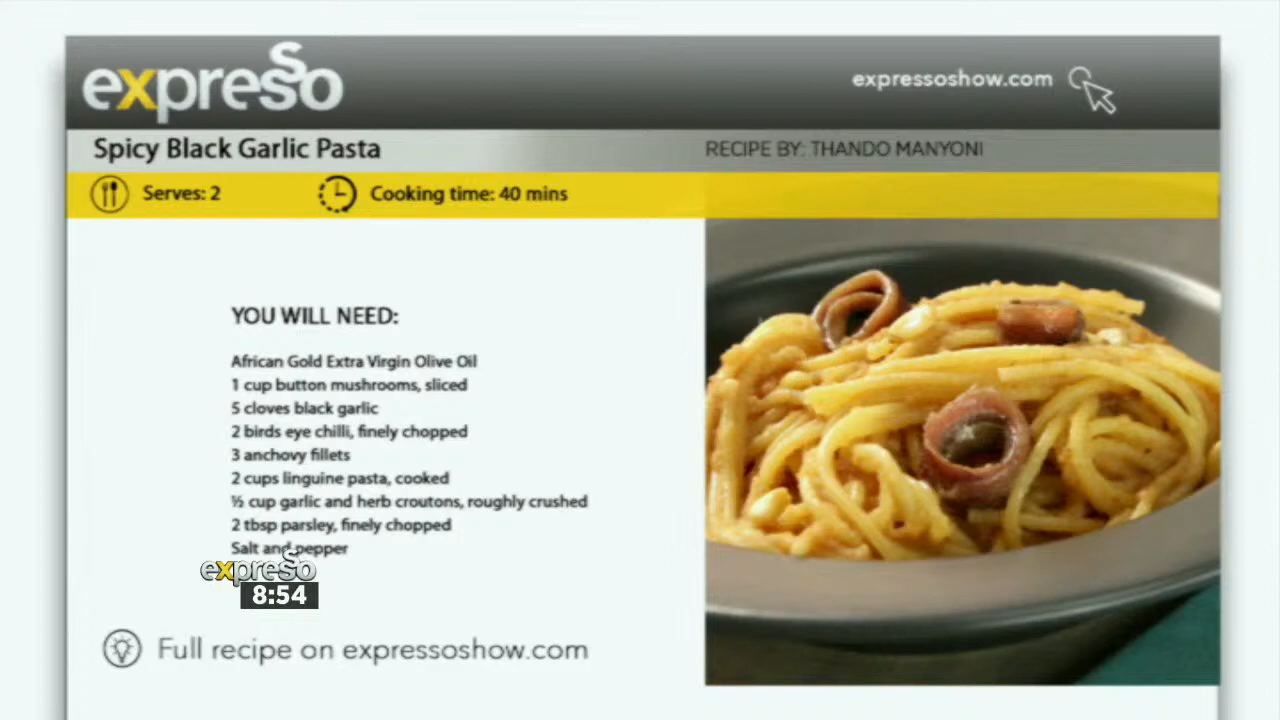 expresso
expressoshow.com
Spicy Black Garlic Pasta
RECIPE BY: THANDO MANYONI
Serves: 2
Cooking time: 40 mins
YOU WILL NEED:
African Gold Extra Virgin Olive Oil
1 cup button mushrooms, sliced
5 cloves black garlic
2 birds eye chilli, finely chopped
3 anchovy fillets
2 cups linguine pasta, cooked
½ cup garlic and herb croutons, roughly crushed
2 tbsp parsley, finely chopped
Salt and pepper
expresso
8:54
Full recipe on expressoshow.com